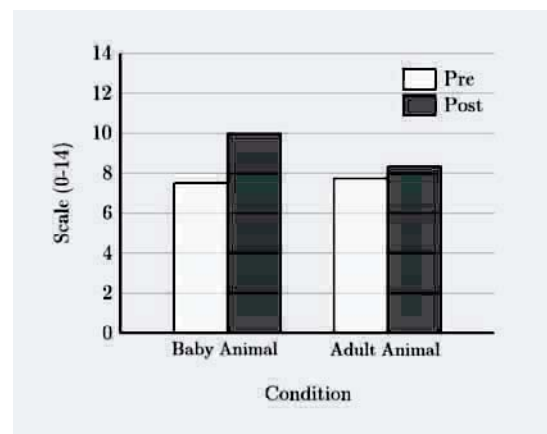 14
12
10
8
6
4
2
0
Scale (0-14)
Pre
Post
Baby Animal
Adult Animal
Condition